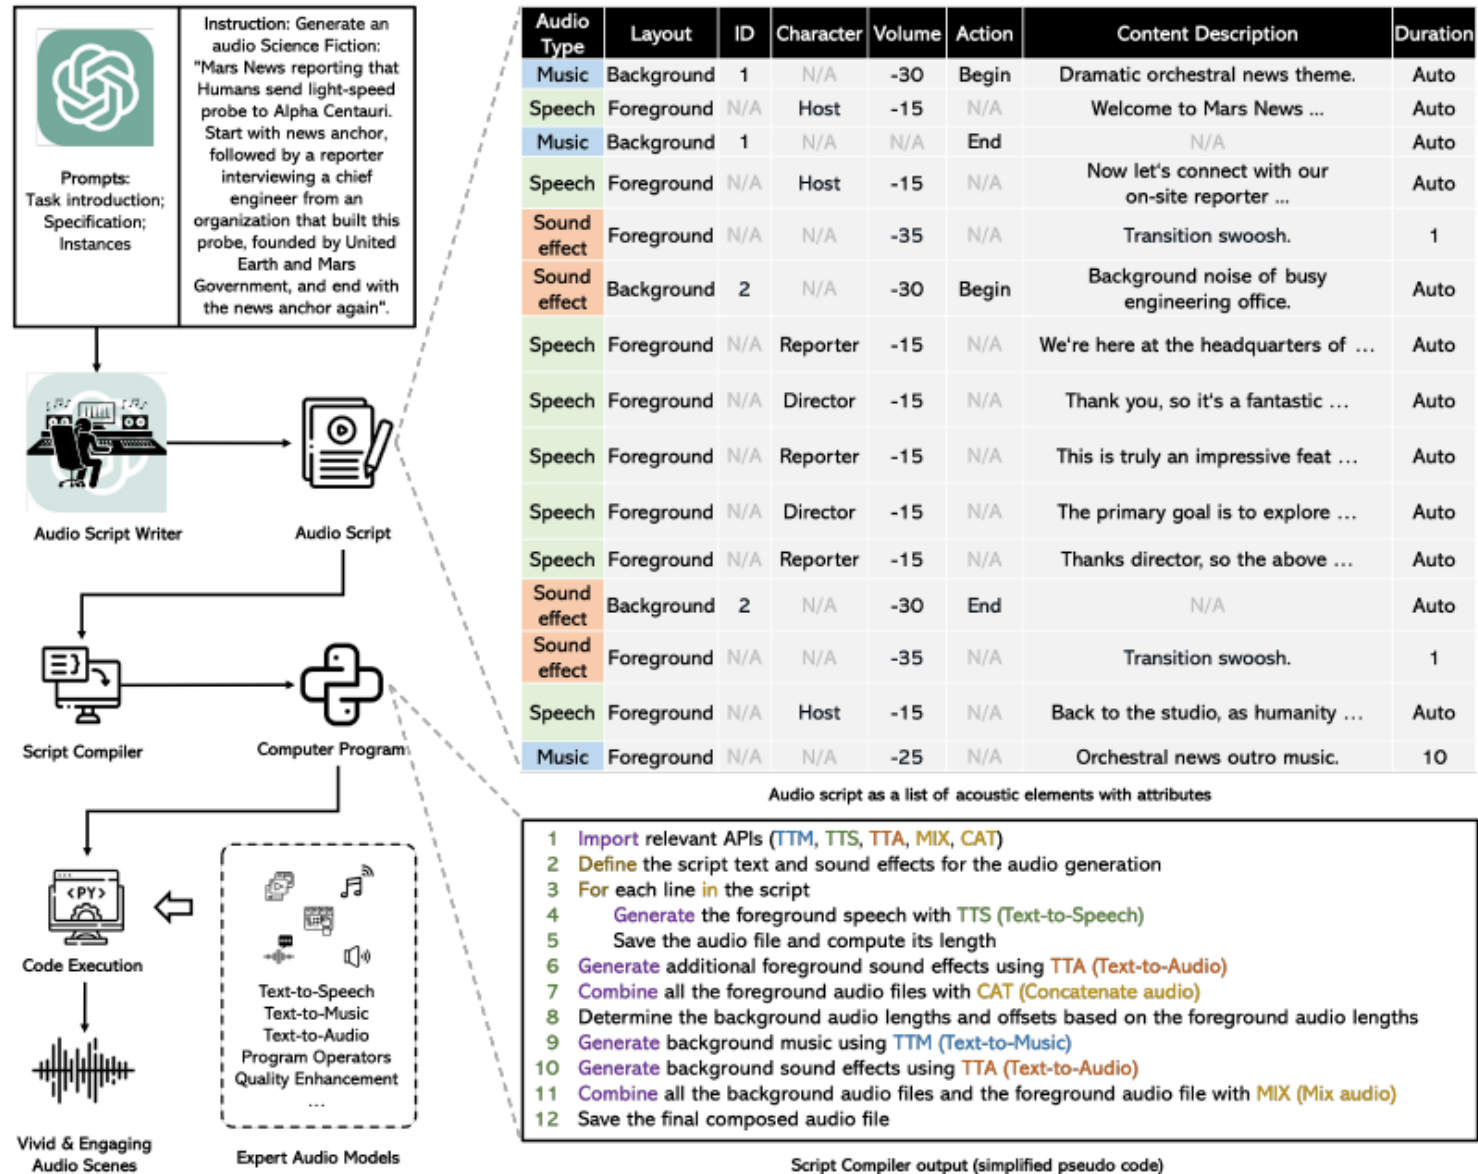 Instruction: Generate an
audio Science Fiction:
"Mars News reporting that
Humans send light-speed
probe to Alpha Centauri.
Start with news anchor,
followed by a reporter
interviewing a chief
engineer from an
organization that built this
probe, founded by United
Earth and Mars
Government, and end with
the news anchor again".
Prompts:
Task introduction;
Specification;
Instances
Audio Script Writer
Audio Script
Script Compiler
Computer Program
<PY>
Code Execution
Text-to-Speech
Text-to-Music
Text-to-Audio
Program Operators
Quality Enhancement
...
Vivid & Engaging
Audio Scenes
Expert Audio Models
Audio Type Layout ID Character Volume Action Content Description Duration
Music Background 1 N/A -30 Begin Dramatic orchestral news theme. Auto
Speech Foreground N/A Host -15 N/A Welcome to Mars News ... Auto
Music Background 1 N/A N/A End N/A Auto
Speech Foreground N/A Host -15 N/A Now let's connect with our on-site reporter ... Auto
Sound effect Foreground N/A N/A -35 N/A Transition swoosh. 1
Sound effect Background 2 N/A -30 Begin Background noise of busy engineering office. Auto
Speech Foreground N/A Reporter -15 N/A We're here at the headquarters of ... Auto
Speech Foreground N/A Director -15 N/A Thank you, so it's a fantastic ... Auto
Speech Foreground N/A Reporter -15 N/A This is truly an impressive feat ... Auto
Speech Foreground N/A Director -15 N/A The primary goal is to explore ... Auto
Speech Foreground N/A Reporter -15 N/A Thanks director, so the above ... Auto
Sound effect Background 2 N/A -30 End N/A Auto
Sound effect Foreground N/A N/A -35 N/A Transition swoosh. 1
Speech Foreground N/A Host -15 N/A Back to the studio, as humanity ... Auto
Music Foreground N/A N/A -25 N/A Orchestral news outro music. 10
Audio script as a list of acoustic elements with attributes
1 Import relevant APIs (TTM, TTS, TTA, MIX, CAT)
2 Define the script text and sound effects for the audio generation
3 For each line in the script
4 Generate the foreground speech with TTS (Text-to-Speech)
5 Save the audio file and compute its length
6 Generate additional foreground sound effects using TTA (Text-to-Audio)
7 Combine all the foreground audio files with CAT (Concatenate audio)
8 Determine the background audio lengths and offsets based on the foreground audio lengths
9 Generate background music using TTM (Text-to-Music)
10 Generate background sound effects using TTA (Text-to-Audio)
11 Combine all the background audio files and the foreground audio file with MIX (Mix audio)
12 Save the final composed audio file
Script Compiler output (simplified pseudo code)